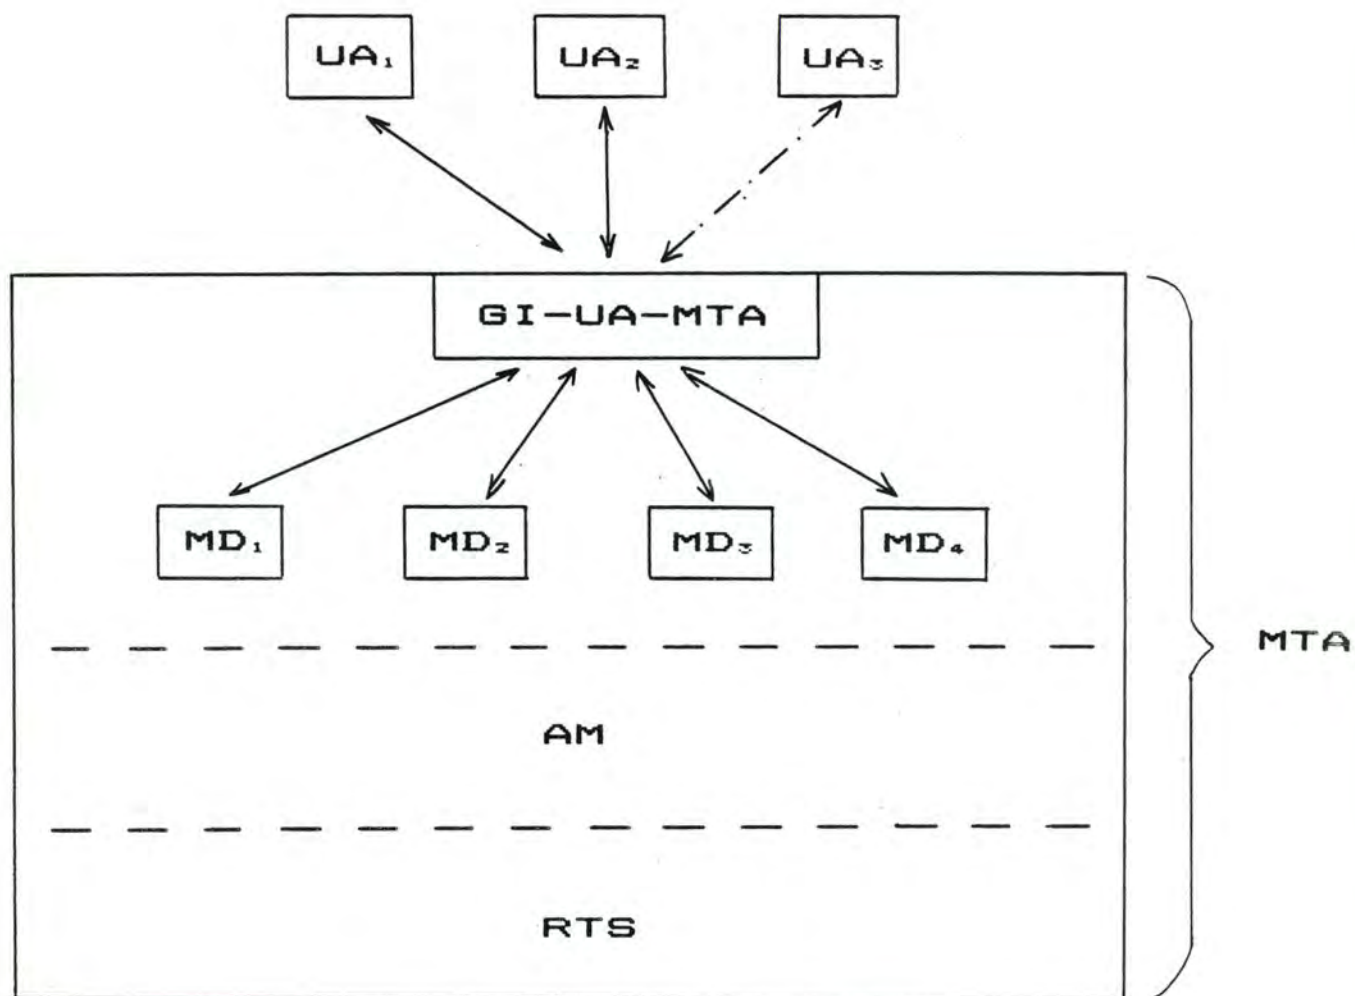 UA₁ UA₂ UA₃
GI-UA-MTA
MD₁ MD₂ MD₃ MD₄
MTA
AM
RTS